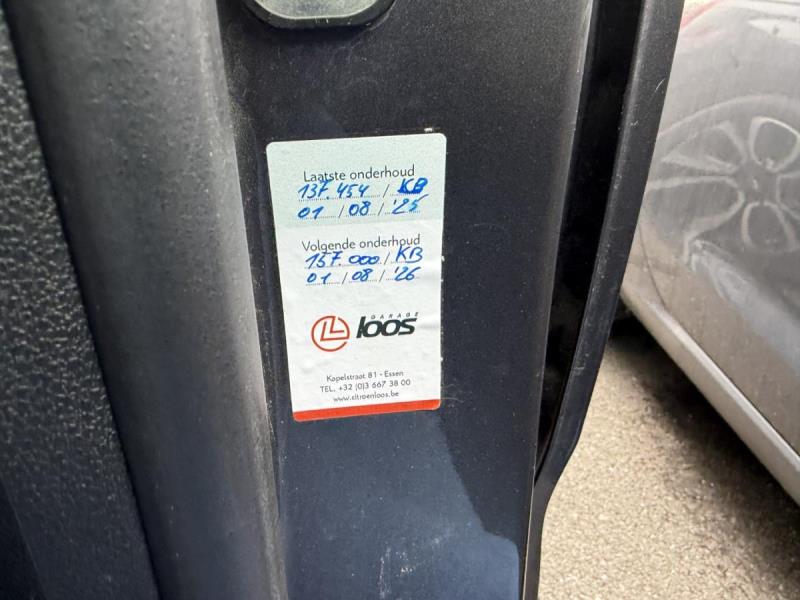 Laatste onderhoud
137.454 / KB
01 / 08 / '25
Volgende onderhoud
157.000 / KB
01 / 08 / '26
GARAGE
loos
Kapelstraat 81 - Essen
TEL. +32 (0)3 667 38 00
www.citroenloos.be